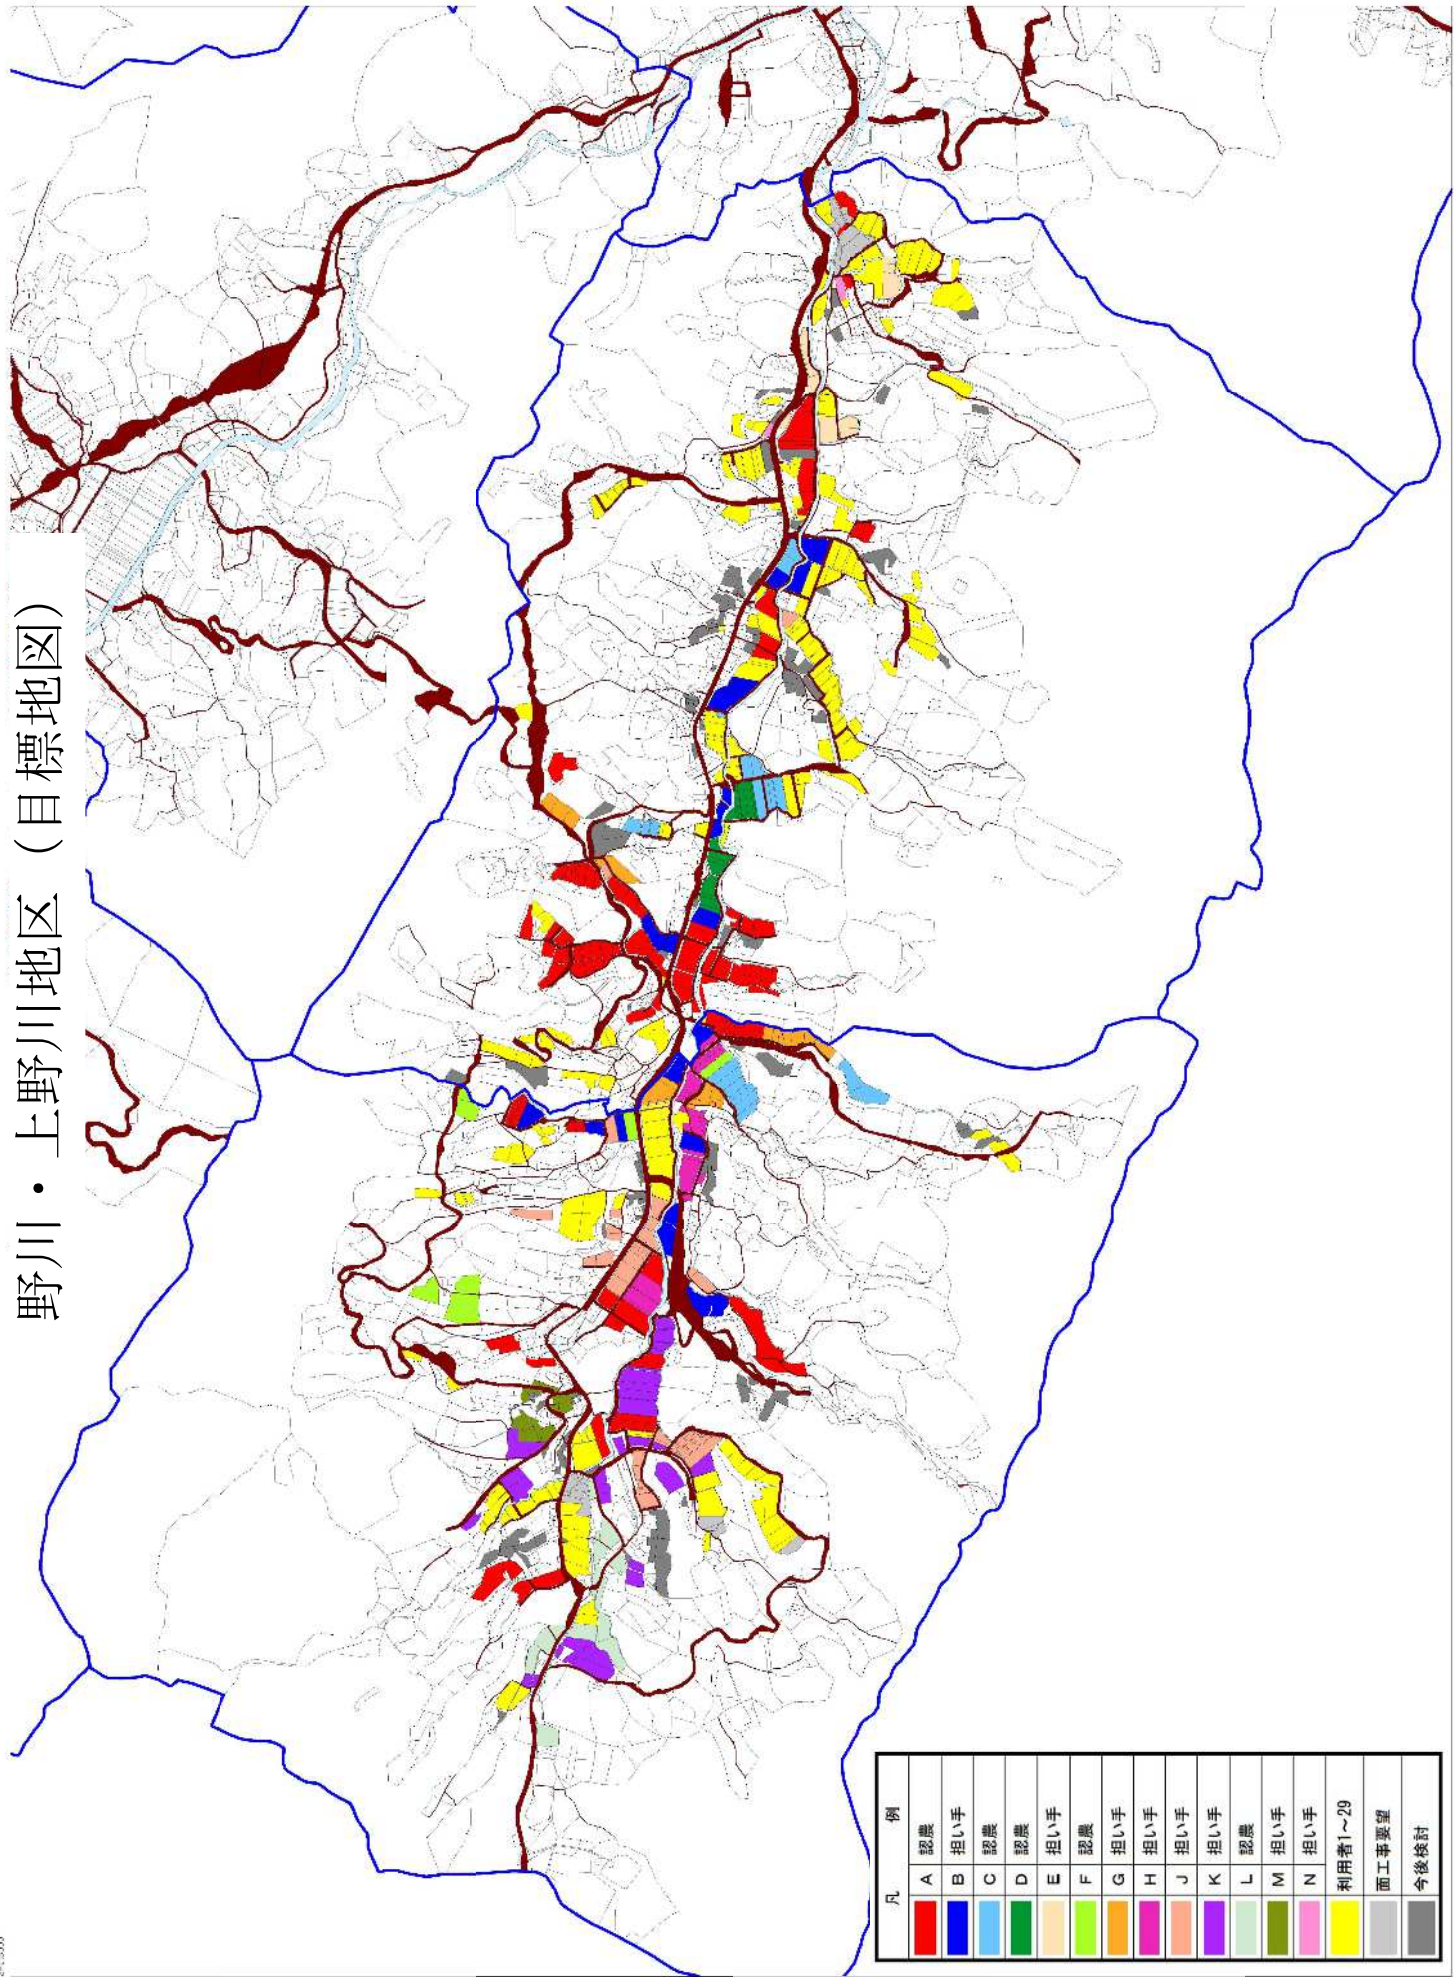 野川・上野川地区（目標地図）
凡 例
A 認農
B 担い手
C 認農
D 認農
E 担い手
F 認農
G 担い手
H 担い手
J 担い手
K 担い手
L 認農
M 担い手
N 担い手
利用者1～29
面工事要望
今後検討